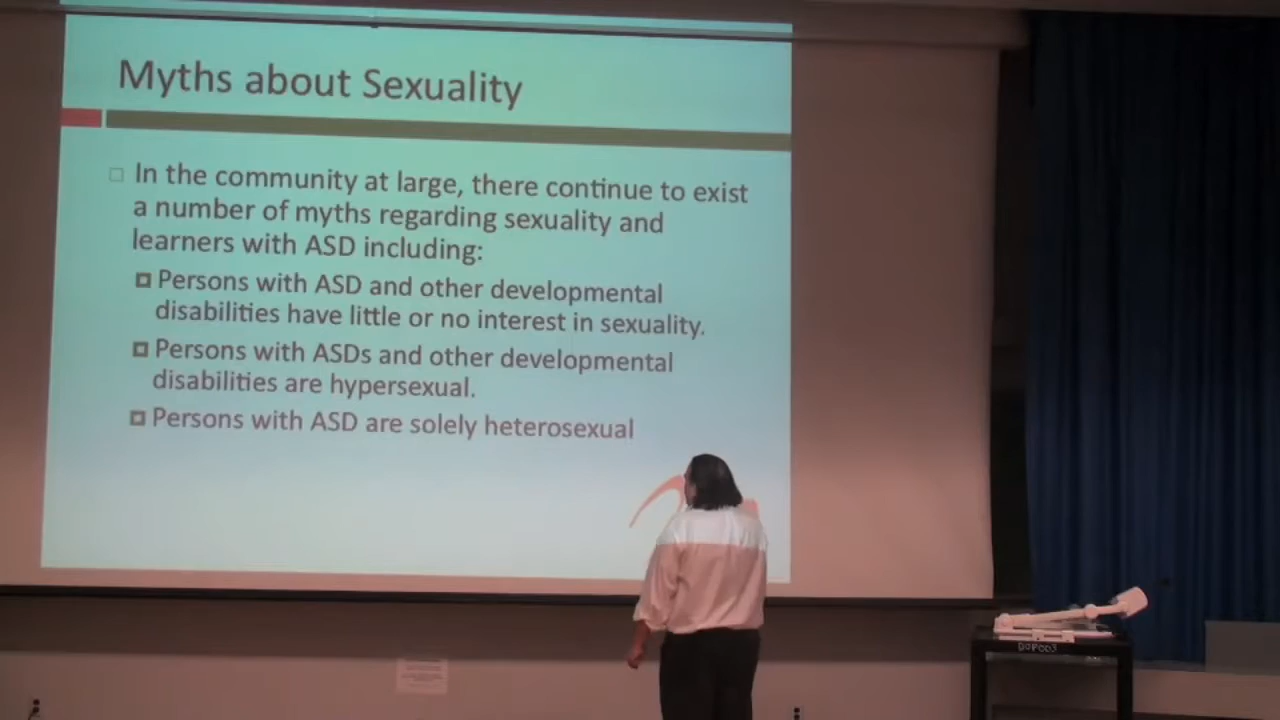 Myths about Sexuality
In the community at large, there continue to exist
a number of myths regarding sexuality and
learners with ASD including:
Persons with ASD and other developmental
disabilities have little or no interest in sexuality.
Persons with ASDs and other developmental
disabilities are hypersexual.
Persons with ASD are solely heterosexual